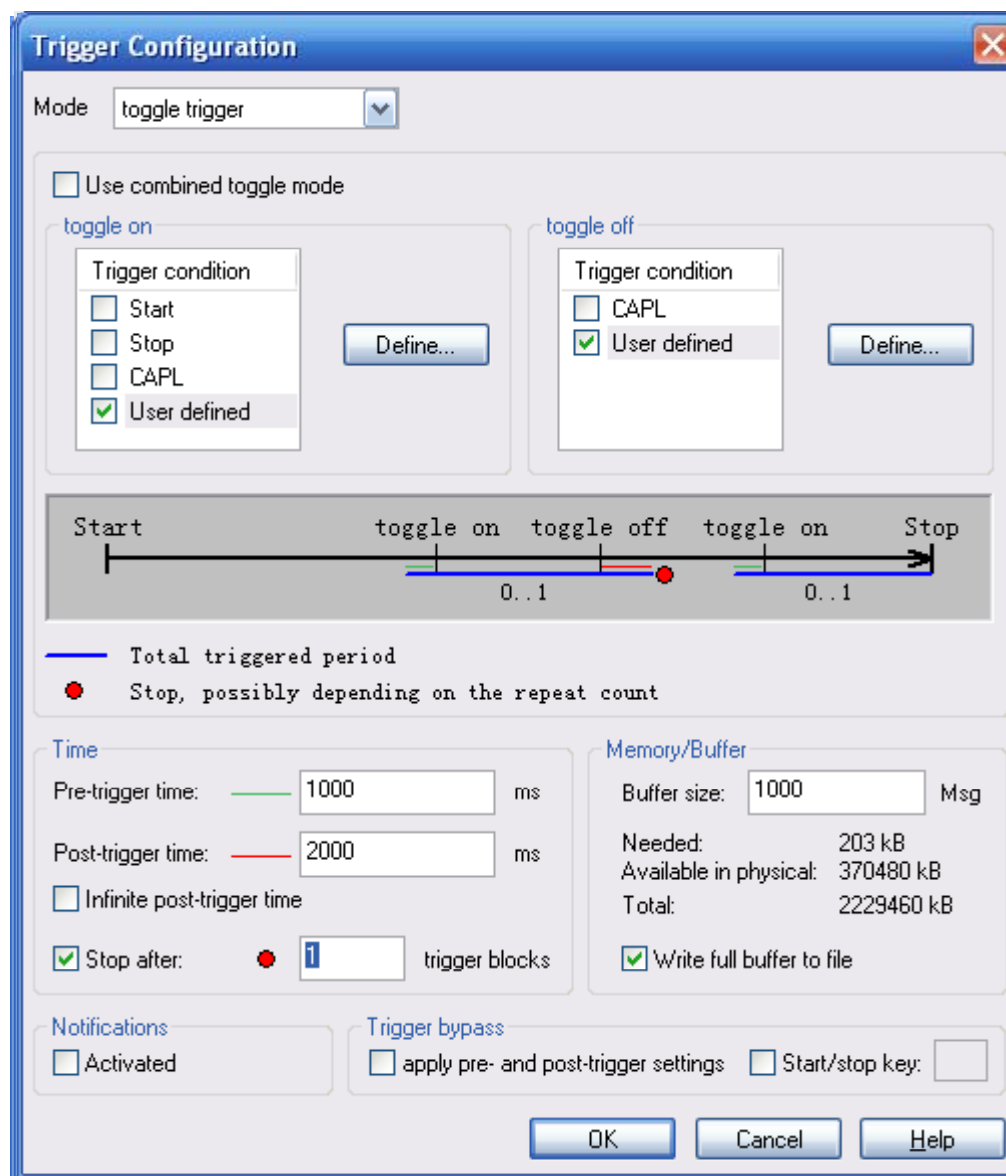 Trigger Configuration
Mode toggle trigger
Use combined toggle mode
toggle on
Trigger condition
Start
Stop
CAPL
User defined
Define...
toggle off
Trigger condition
CAPL
User defined
Define...
Start toggle on toggle off toggle on Stop
0..1 0..1
Total triggered period
Stop, possibly depending on the repeat count
Time
Pre-trigger time: 1000 ms
Post-trigger time: 2000 ms
Infinite post-trigger time
Stop after: 1 trigger blocks
Memory/Buffer
Buffer size: 1000 Msg
Needed: 203 kB
Available in physical: 370480 kB
Total: 2229460 kB
Write full buffer to file
Notifications
Activated
Trigger bypass
apply pre- and post-trigger settings Start/stop key:
OK Cancel Help